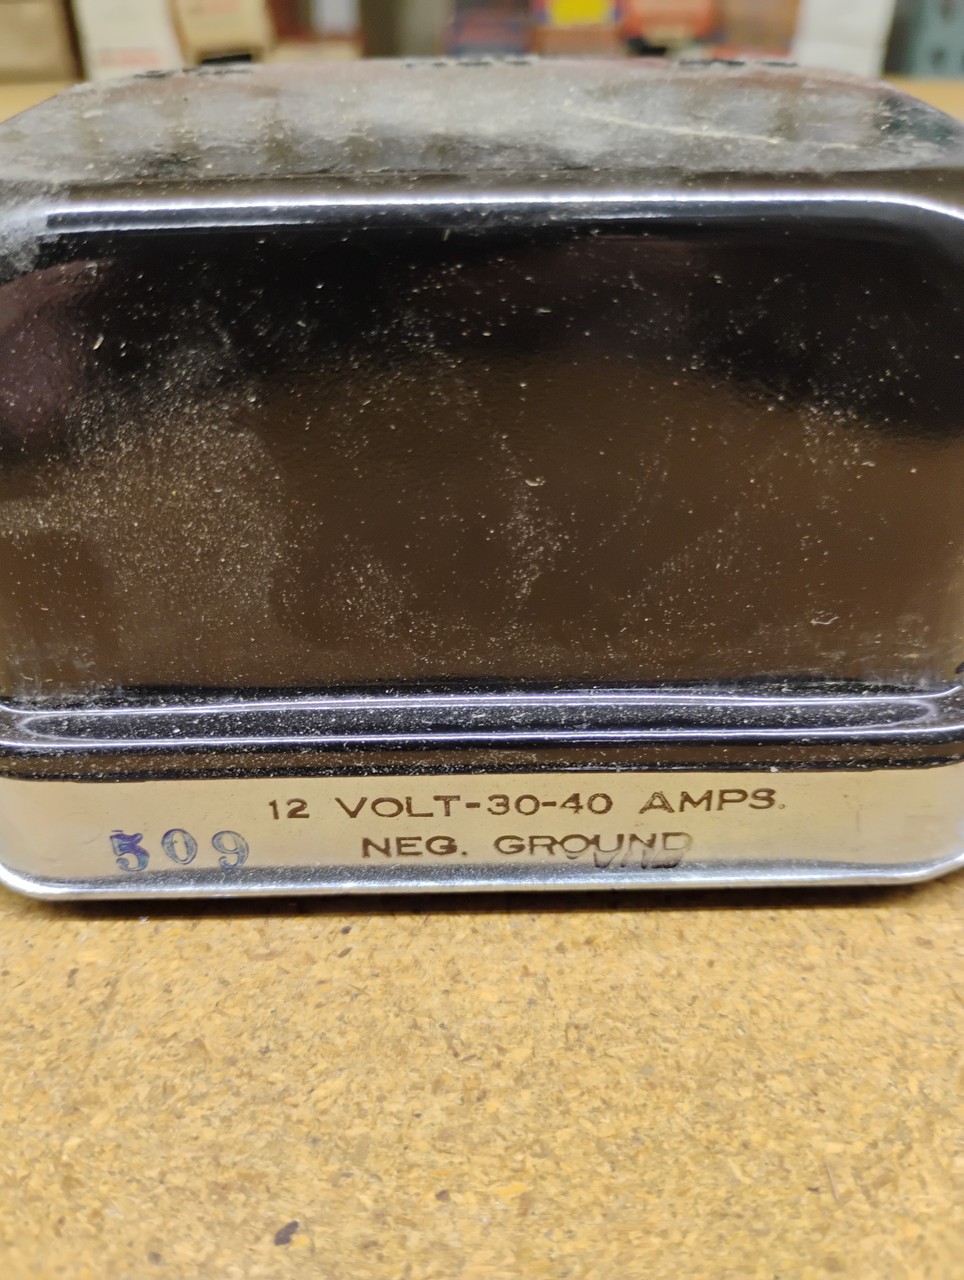 12 VOLT-30-40 AMPS.
509 NEG. GROUND